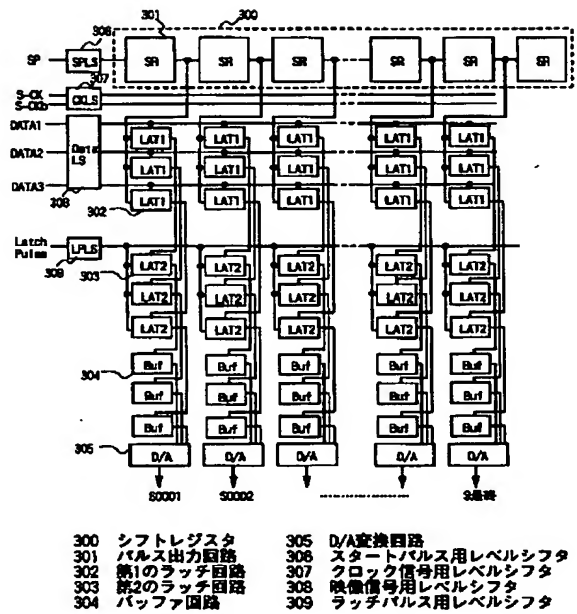 301 300
306
SP SPLS SR SR SR SR SR SR
307
S-CK
S-CKb CKLS
DATA1
DATA2 Data LS
DATA3
308
LAT1 LAT1 LAT1 LAT1 LAT1
LAT1 LAT1 LAT1 LAT1 LAT1
LAT1 LAT1 LAT1 LAT1 LAT1
302
Latch
Pulse LPLS
309 303
LAT2 LAT2 LAT2 LAT2 LAT2
LAT2 LAT2 LAT2 LAT2 LAT2
LAT2 LAT2 LAT2 LAT2 LAT2
304 Buf Buf Buf Buf Buf
Buf Buf Buf Buf Buf
Buf Buf Buf Buf Buf
305 D/A D/A D/A D/A D/A
S0001 S0002 S最終
300 シフトレジスタ
301 パルス出力回路
302 第1のラッチ回路
303 第2のラッチ回路
304 バッファ回路
305 D/A変換回路
306 スタートパルス用レベルシフタ
307 クロック信号用レベルシフタ
308 映像信号用レベルシフタ
309 ラッチパルス用レベルシフタ